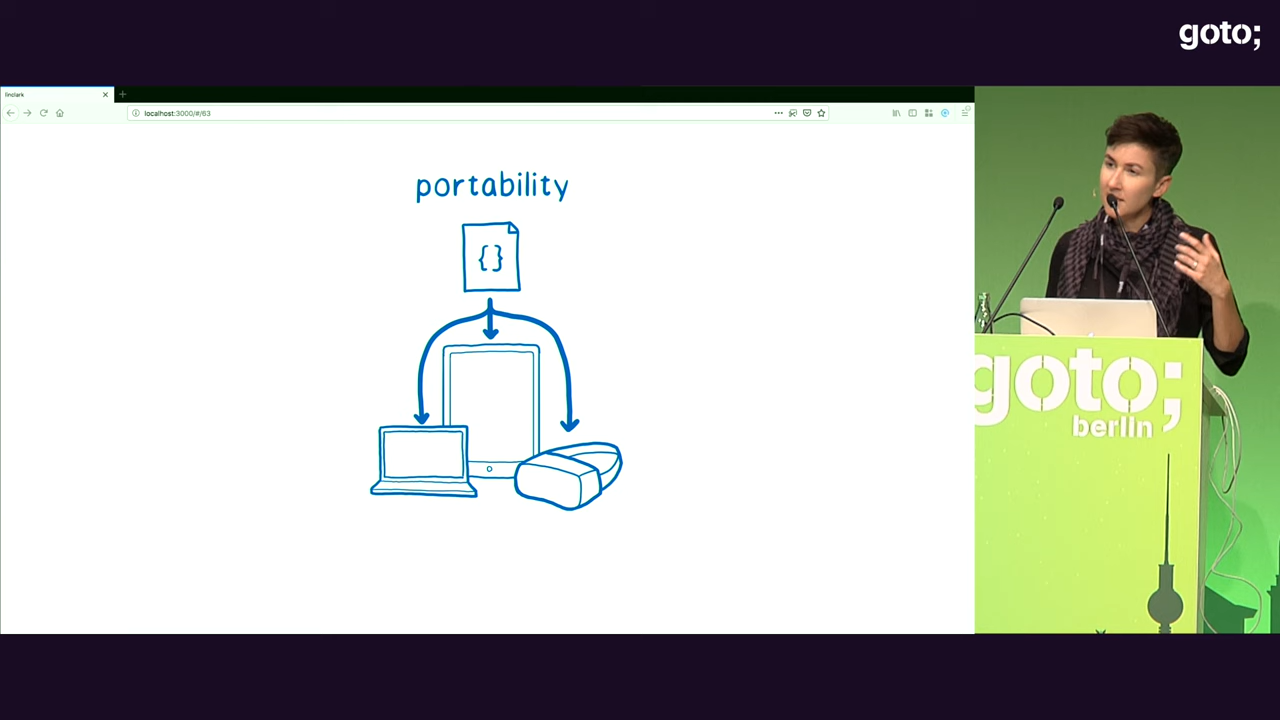 goto;
linclark
localhost:3000/#/63
portability
{}
goto;
berlin